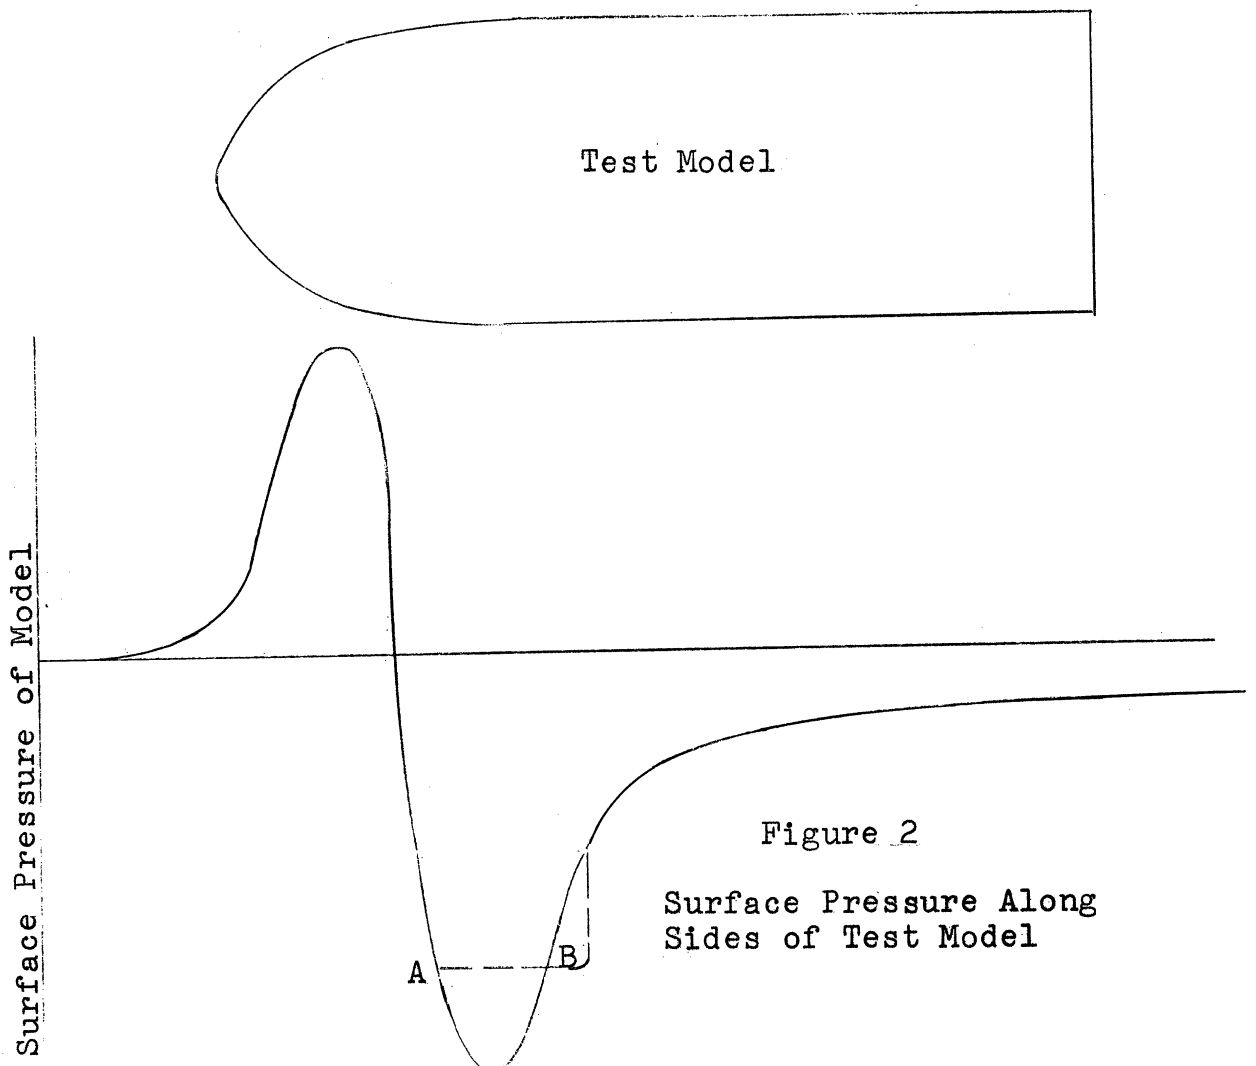 Test Model
Surface Pressure of Model
Figure 2
Surface Pressure Along
Sides of Test Model
A
B